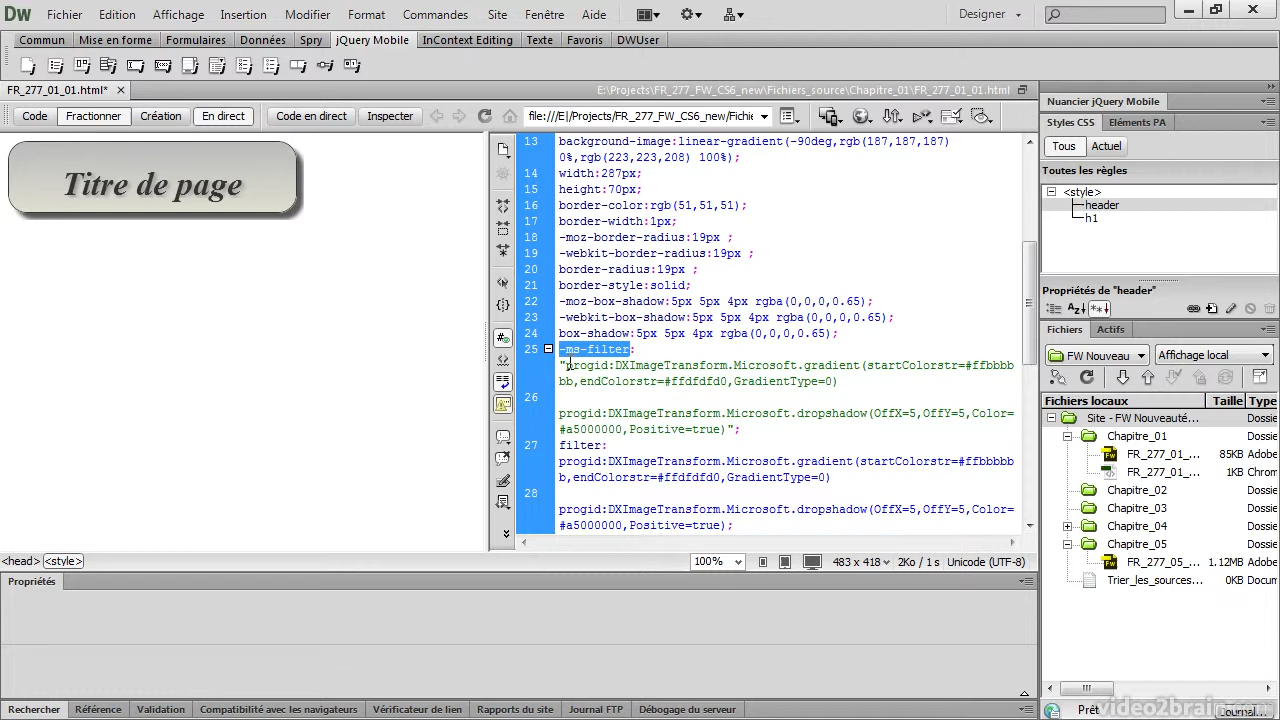 Dw Fichier Edition Affichage Insertion Modifier Format Commandes Site Fenêtre Aide Designer
Commun Mise en forme Formulaires Données Spry jQuery Mobile InContext Editing Texte Favoris DWUser
FR_277_01_01.html* E:\Projects\FR_277_FW_CS6_new\Fichiers_source\Chapitre_01\FR_277_01_01.html
Code Fractionner Création En direct Code en direct Inspecter file:///E|/Projects/FR_277_FW_CS6_new/Fichie
Titre de page
13 background-image:linear-gradient(-90deg,rgb(187,187,187)
0%,rgb(223,223,208) 100%);
14 width:287px;
15 height:70px;
16 border-color:rgb(51,51,51);
17 border-width:1px;
18 -moz-border-radius:19px ;
19 -webkit-border-radius:19px ;
20 border-radius:19px ;
21 border-style:solid;
22 -moz-box-shadow:5px 5px 4px rgba(0,0,0,0.65);
23 -webkit-box-shadow:5px 5px 4px rgba(0,0,0,0.65);
24 box-shadow:5px 5px 4px rgba(0,0,0,0.65);
25 -ms-filter:
"progid:DXImageTransform.Microsoft.gradient(startColorstr=#ffbbbb
bb,endColorstr=#ffdfdfd0,GradientType=0)
26
progid:DXImageTransform.Microsoft.dropshadow(OffX=5,OffY=5,Color=
#a5000000,Positive=true)";
27 filter:
progid:DXImageTransform.Microsoft.gradient(startColorstr=#ffbbbb
bb,endColorstr=#ffdfdfd0,GradientType=0)
28
progid:DXImageTransform.Microsoft.dropshadow(OffX=5,OffY=5,Color=
#a5000000,Positive=true);
<head> <style> 100% 483 x 418 2Ko / 1 s Unicode (UTF-8)
Propriétés
Rechercher Référence Validation Compatibilité avec les navigateurs Vérificateur de lien Rapports du site Journal FTP Débogage du serveur
Nuancier jQuery Mobile
Styles CSS Eléments PA
Tous Actuel
Toutes les règles
<style>
header
h1
Propriétés de "header"
Fichiers Actifs
FW Nouveau Affichage local
Fichiers locaux Taille Type
Site - FW Nouveauté... Dossie
Chapitre_01 Dossie
FR_277_01_... 85KB Adobe
FR_277_01_... 1KB Chrom
Chapitre_02 Dossie
Chapitre_03 Dossie
Chapitre_04 Dossie
Chapitre_05 Dossie
FR_277_05_... 1.12MB Adobe
Trier_les_sources... 0KB Docum
Prêt Journal...
video2brain.com